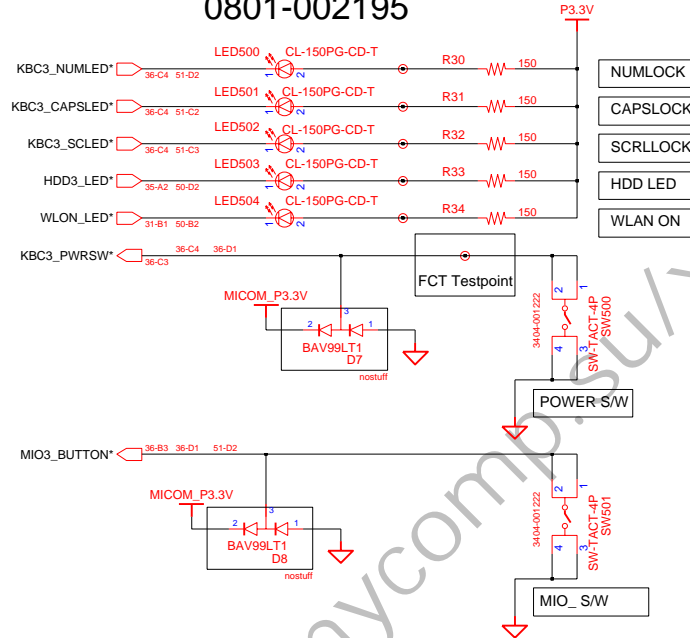 0801-002195
P3.3V
KBC3_NUMLED* 36-C4 51-D2 LED500 CL-150PG-CD-T 1 2 R30 150 NUMLOCK
KBC3_CAPSLED* 36-C4 51-C2 LED501 CL-150PG-CD-T 1 2 R31 150 CAPSLOCK
KBC3_SCLED* 36-C4 51-C3 LED502 CL-150PG-CD-T 1 2 R32 150 SCRLLOCK
HDD3_LED* 35-A2 50-D2 LED503 CL-150PG-CD-T 1 2 R33 150 HDD LED
WLON_LED* 31-B1 50-B2 LED504 CL-150PG-CD-T 1 2 R34 150 WLAN ON
KBC3_PWRSW* 36-C3 36-C4 36-D1
FCT Testpoint
MICOM_P3.3V
3
2 1
BAV99LT1
D7
nostuff
2 1
4 3
3404-001222
SW-TACT-4P
SW500
POWER S/W
MIO3_BUTTON* 36-B3 36-D1 51-D2
MICOM_P3.3V
3
2 1
BAV99LT1
D8
nostuff
2 1
4 3
3404-001222
SW-TACT-4P
SW501
MIO_ S/W
mycomp.su/